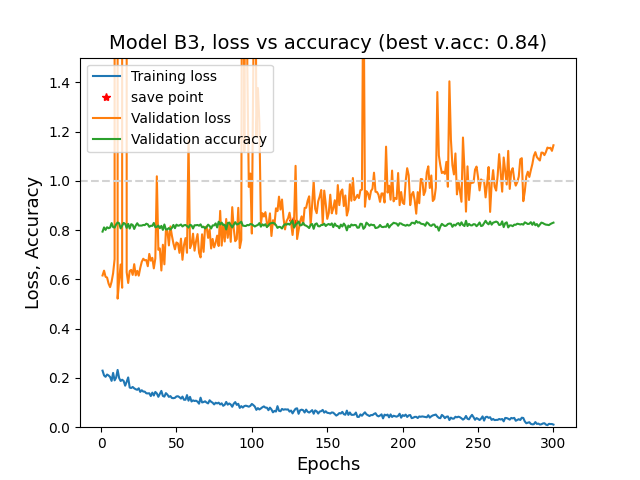 Model B3, loss vs accuracy (best v.acc: 0.84)
Training loss
save point
Validation loss
Validation accuracy
Loss, Accuracy
1.4
1.2
1.0
0.8
0.6
0.4
0.2
0.0
0
50
100
150
200
250
300
Epochs